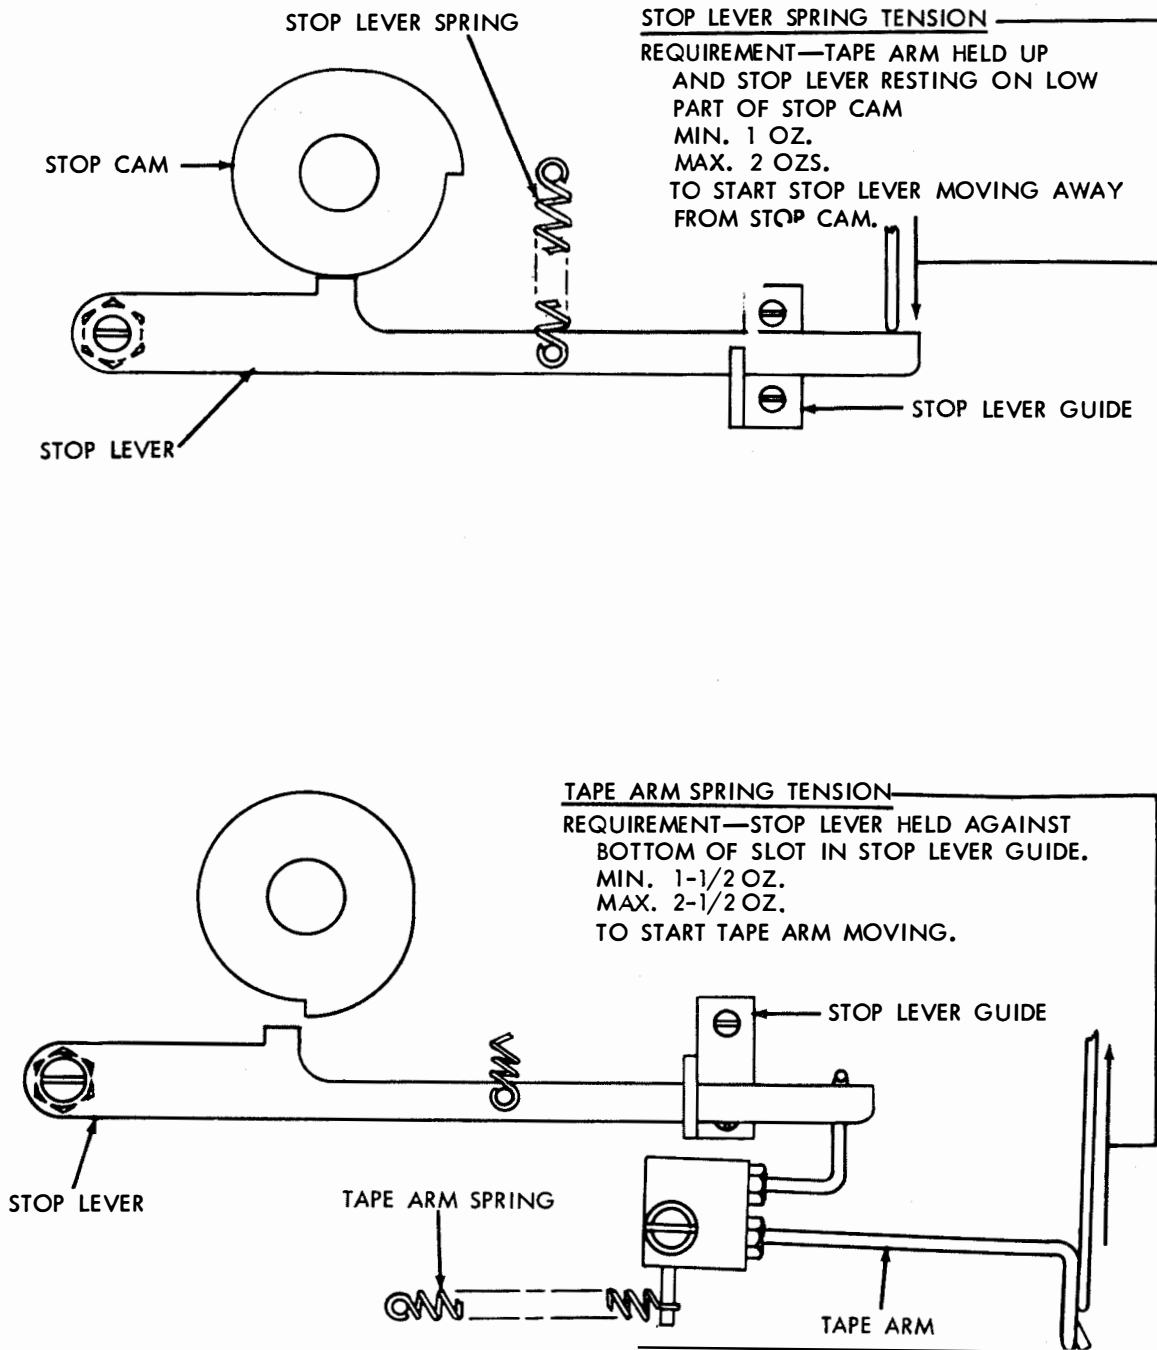 STOP LEVER SPRING
STOP LEVER SPRING TENSION
REQUIREMENT—TAPE ARM HELD UP
AND STOP LEVER RESTING ON LOW
PART OF STOP CAM
MIN. 1 OZ.
MAX. 2 OZS.
TO START STOP LEVER MOVING AWAY
FROM STOP CAM.
STOP CAM
STOP LEVER GUIDE
STOP LEVER
TAPE ARM SPRING TENSION
REQUIREMENT—STOP LEVER HELD AGAINST
BOTTOM OF SLOT IN STOP LEVER GUIDE.
MIN. 1-1/2 OZ.
MAX. 2-1/2 OZ.
TO START TAPE ARM MOVING.
STOP LEVER GUIDE
STOP LEVER
TAPE ARM SPRING
TAPE ARM